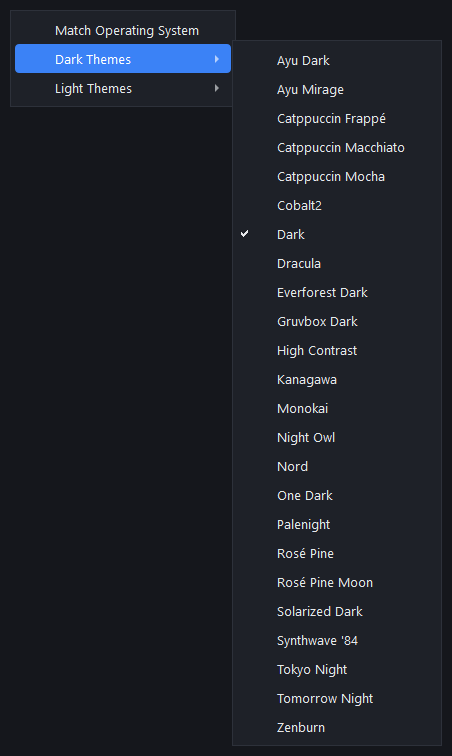 Match Operating System
Dark Themes
Light Themes
Ayu Dark
Ayu Mirage
Catppuccin Frappé
Catppuccin Macchiato
Catppuccin Mocha
Cobalt2
Dark
Dracula
Everforest Dark
Gruvbox Dark
High Contrast
Kanagawa
Monokai
Night Owl
Nord
One Dark
Palenight
Rosé Pine
Rosé Pine Moon
Solarized Dark
Synthwave '84
Tokyo Night
Tomorrow Night
Zenburn